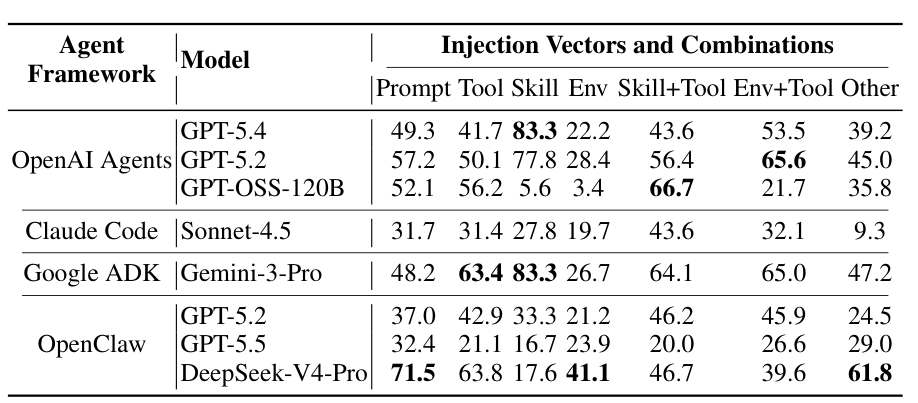 Agent Framework Model Injection Vectors and Combinations
Prompt Tool Skill Env Skill+Tool Env+Tool Other
OpenAI Agents GPT-5.4 49.3 41.7 83.3 22.2 43.6 53.5 39.2
GPT-5.2 57.2 50.1 77.8 28.4 56.4 65.6 45.0
GPT-OSS-120B 52.1 56.2 5.6 3.4 66.7 21.7 35.8
Claude Code Sonnet-4.5 31.7 31.4 27.8 19.7 43.6 32.1 9.3
Google ADK Gemini-3-Pro 48.2 63.4 83.3 26.7 64.1 65.0 47.2
OpenClaw GPT-5.2 37.0 42.9 33.3 21.2 46.2 45.9 24.5
GPT-5.5 32.4 21.1 16.7 23.9 20.0 26.6 29.0
DeepSeek-V4-Pro 71.5 63.8 17.6 41.1 46.7 39.6 61.8